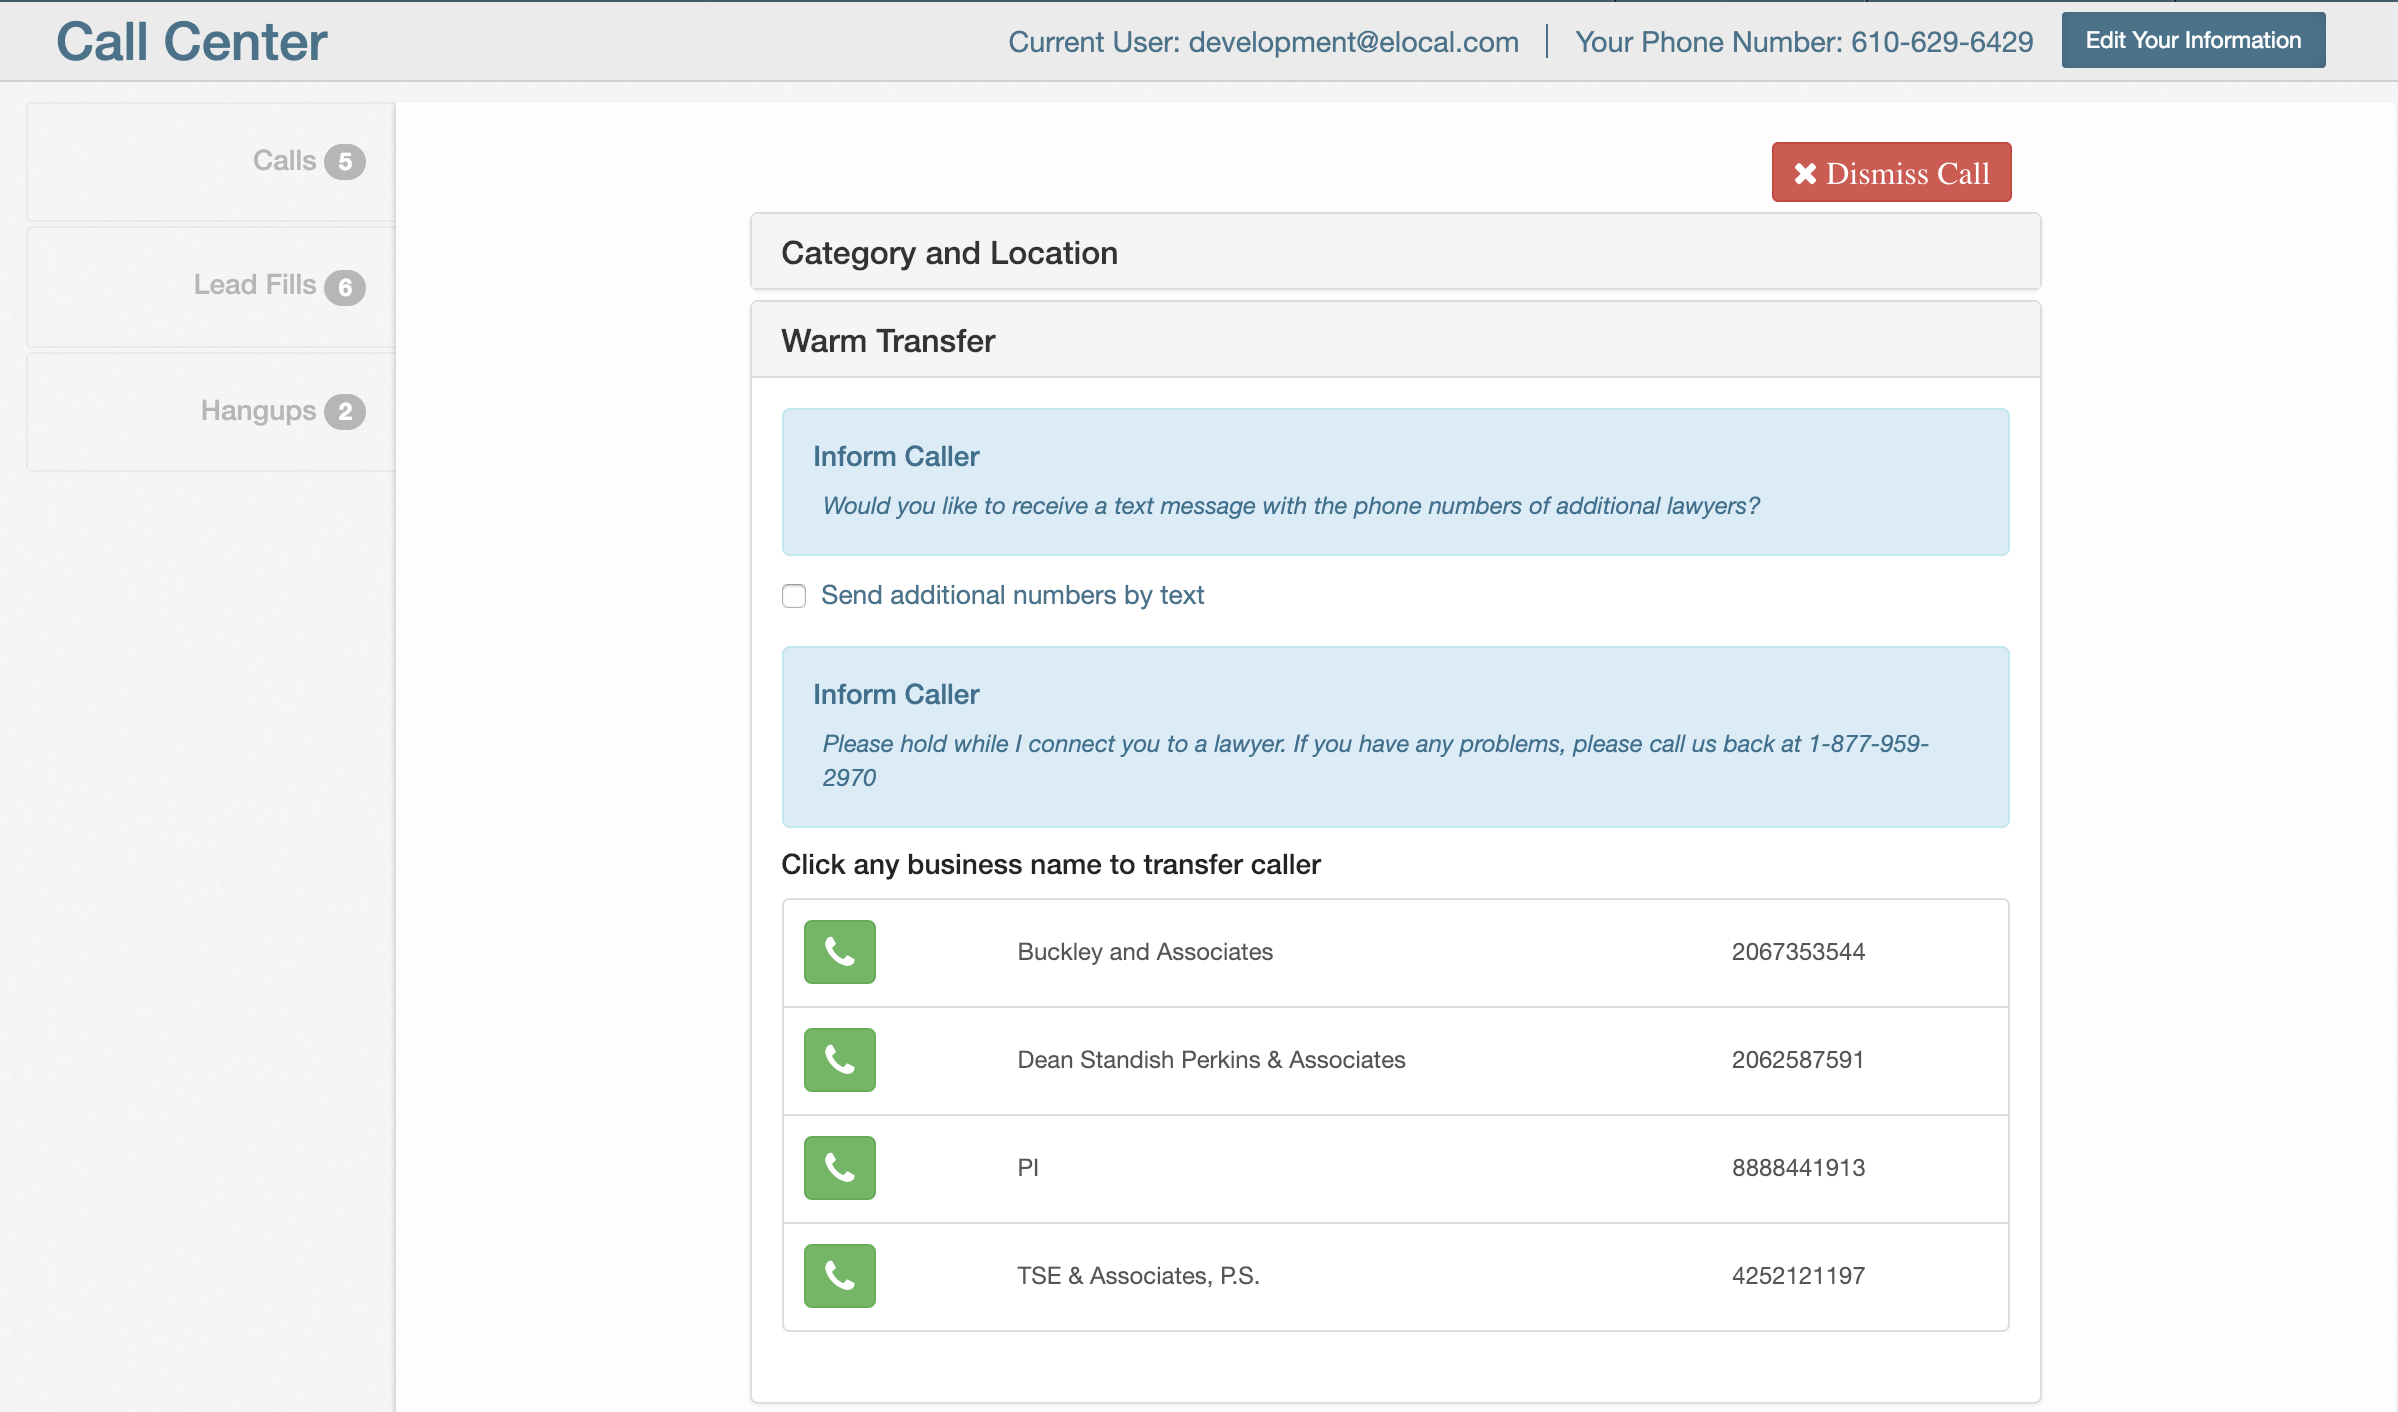 Call Center
Current User: development@elocal.com
Your Phone Number: 610-629-6429
Edit Your Information
Calls 5
Lead Fills 6
Hangups 2
Dismiss Call
Category and Location
Warm Transfer
Inform Caller
Would you like to receive a text message with the phone numbers of additional lawyers?
Send additional numbers by text
Inform Caller
Please hold while I connect you to a lawyer. If you have any problems, please call us back at 1-877-959-
2970
Click any business name to transfer caller
Buckley and Associates 2067353544
Dean Standish Perkins & Associates 2062587591
PI 8888441913
TSE & Associates, P.S. 4252121197